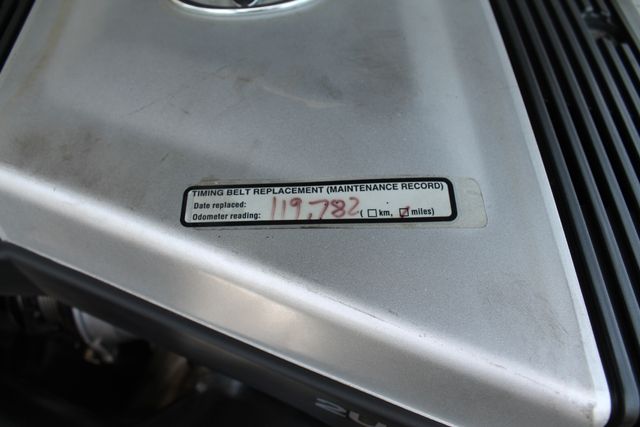 TIMING BELT REPLACEMENT (MAINTENANCE RECORD)
Date replaced:
Odometer reading: 119,782 ( ☐ km, ☑ miles)